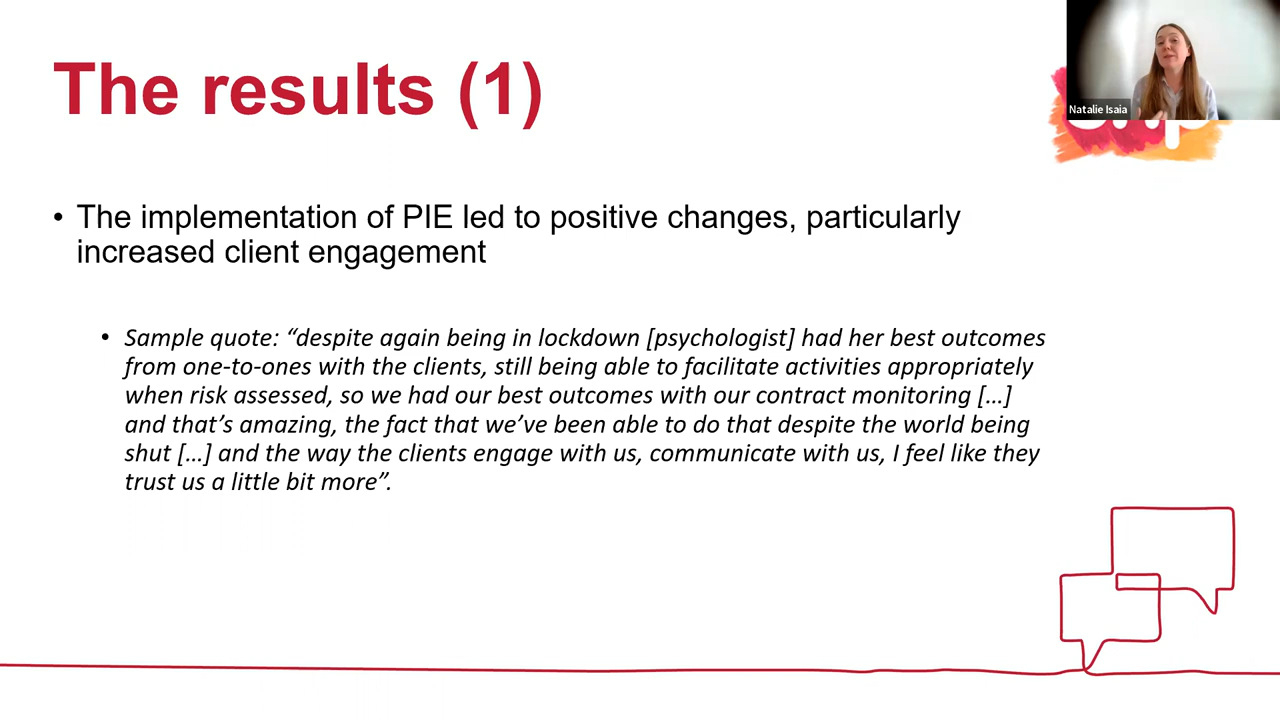 The results (1)
Natalie Isaia
• The implementation of PIE led to positive changes, particularly
increased client engagement
• Sample quote: “despite again being in lockdown [psychologist] had her best outcomes
from one-to-ones with the clients, still being able to facilitate activities appropriately
when risk assessed, so we had our best outcomes with our contract monitoring […]
and that’s amazing, the fact that we’ve been able to do that despite the world being
shut […] and the way the clients engage with us, communicate with us, I feel like they
trust us a little bit more”.